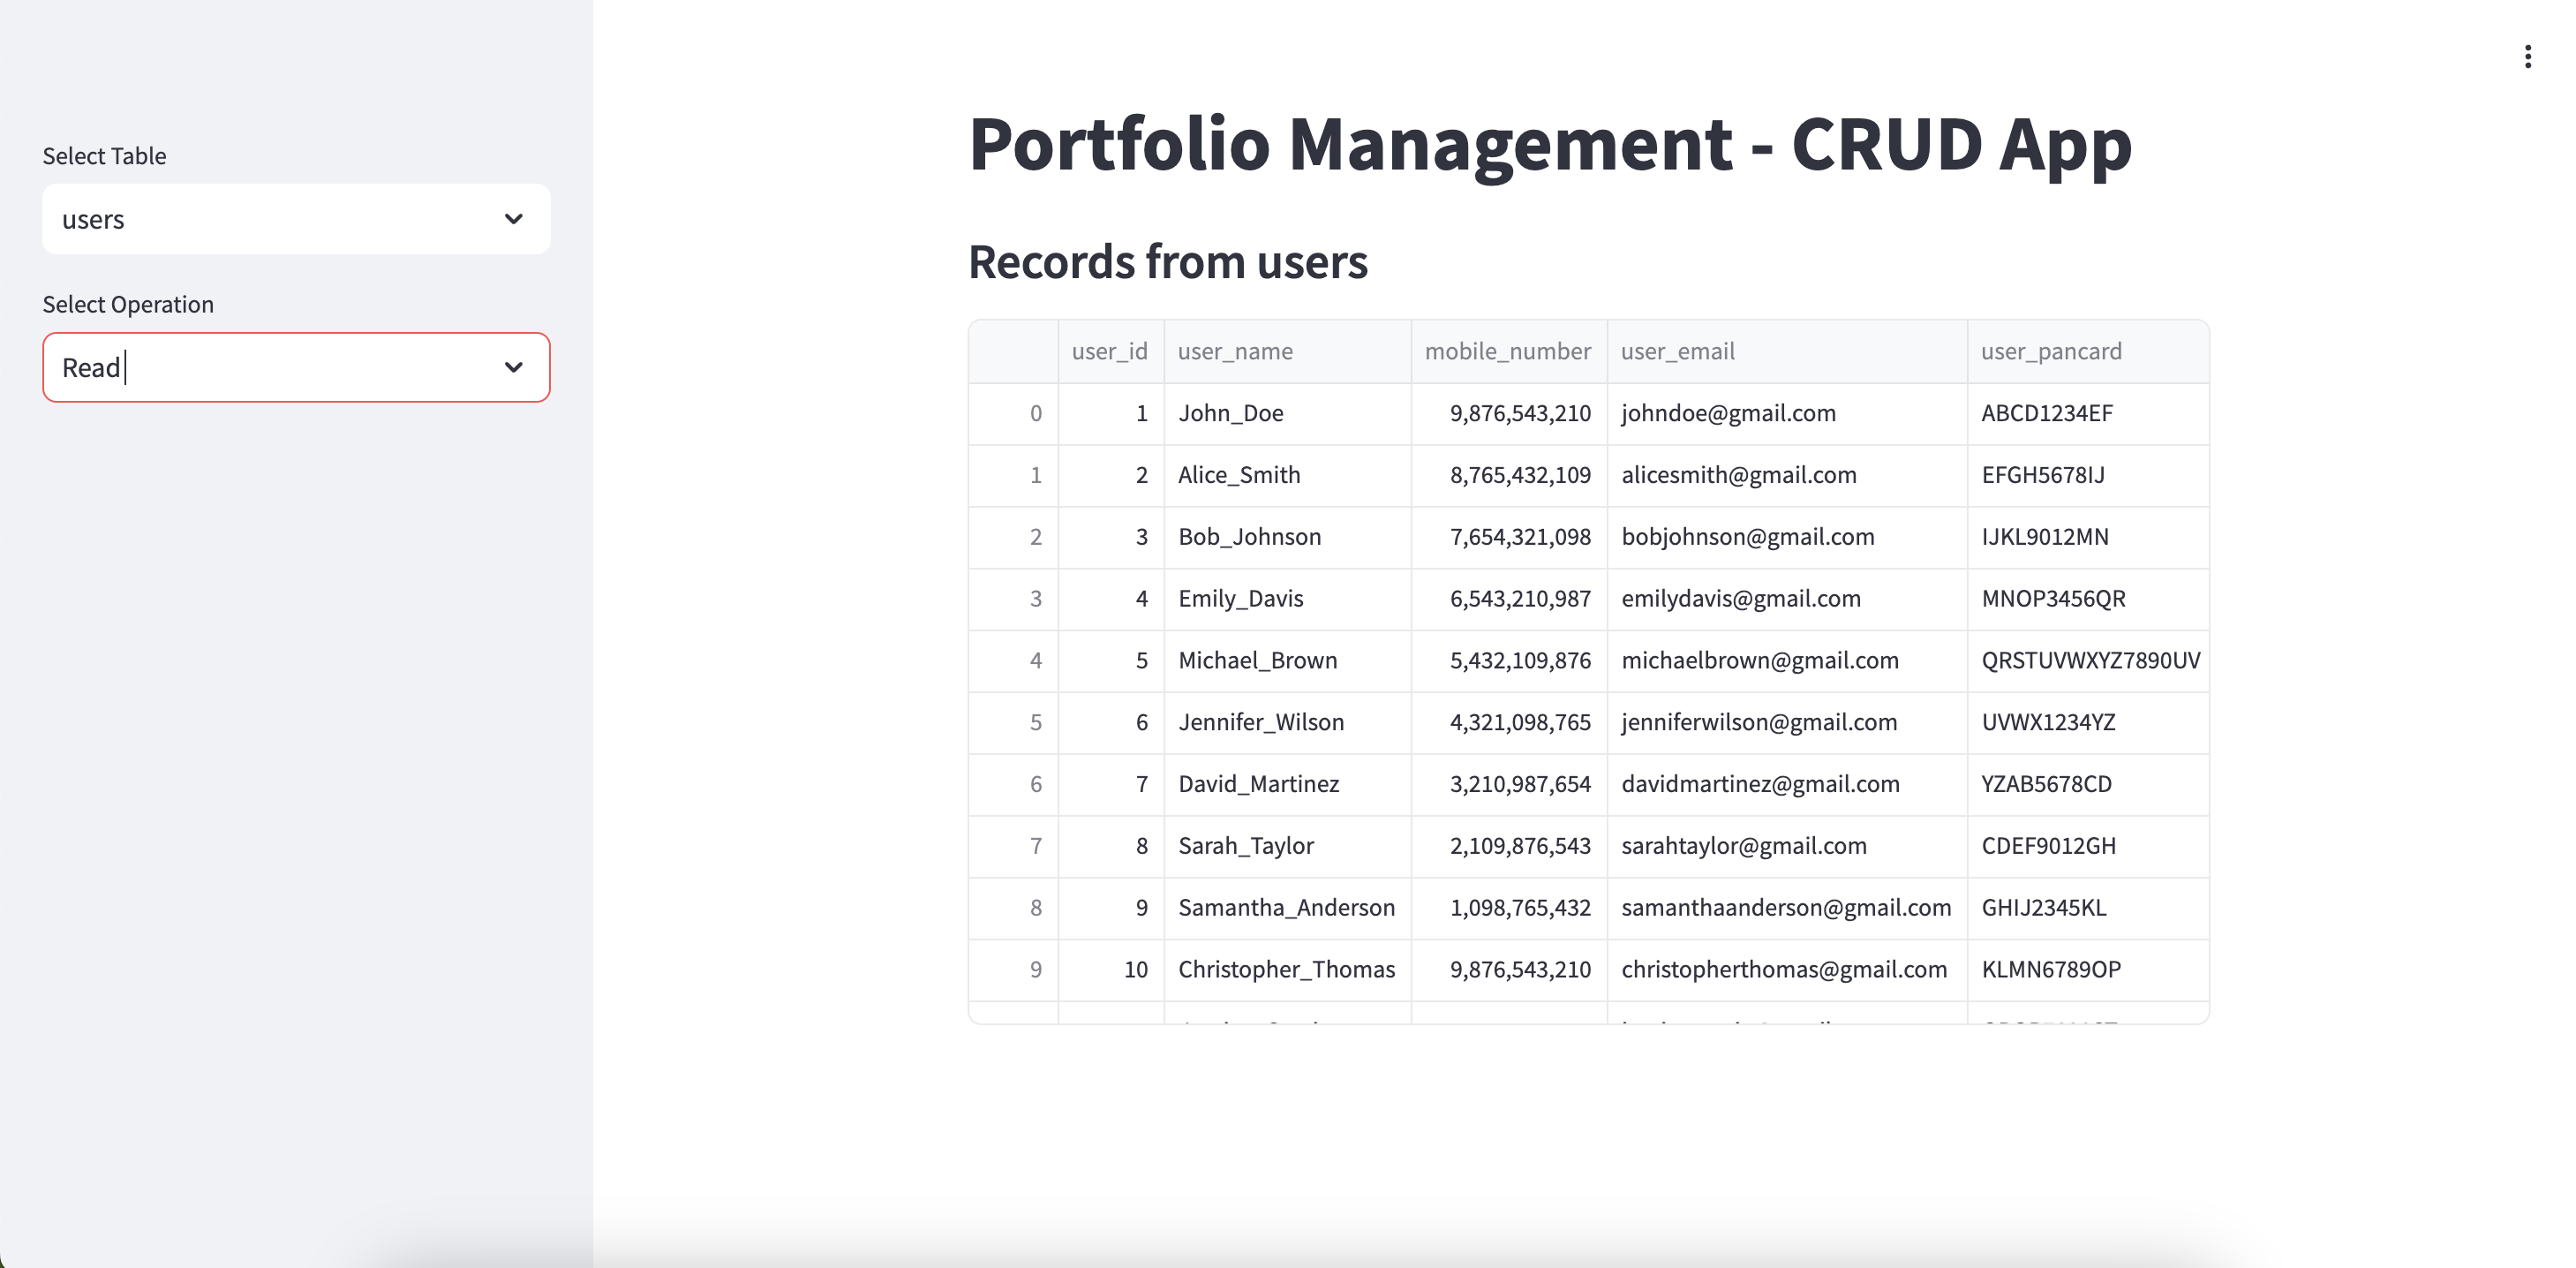 Select Table
users
Select Operation
Read
Portfolio Management - CRUD App
Records from users
user_id user_name mobile_number user_email user_pancard
0 1 John_Doe 9,876,543,210 johndoe@gmail.com ABCD1234EF
1 2 Alice_Smith 8,765,432,109 alicesmith@gmail.com EFGH5678IJ
2 3 Bob_Johnson 7,654,321,098 bobjohnson@gmail.com IJKL9012MN
3 4 Emily_Davis 6,543,210,987 emilydavis@gmail.com MNOP3456QR
4 5 Michael_Brown 5,432,109,876 michaelbrown@gmail.com QRSTUVWXYZ7890UV
5 6 Jennifer_Wilson 4,321,098,765 jenniferwilson@gmail.com UVWX1234YZ
6 7 David_Martinez 3,210,987,654 davidmartinez@gmail.com YZAB5678CD
7 8 Sarah_Taylor 2,109,876,543 sarahtaylor@gmail.com CDEF9012GH
8 9 Samantha_Anderson 1,098,765,432 samanthaanderson@gmail.com GHIJ2345KL
9 10 Christopher_Thomas 9,876,543,210 christopherthomas@gmail.com KLMN6789OP